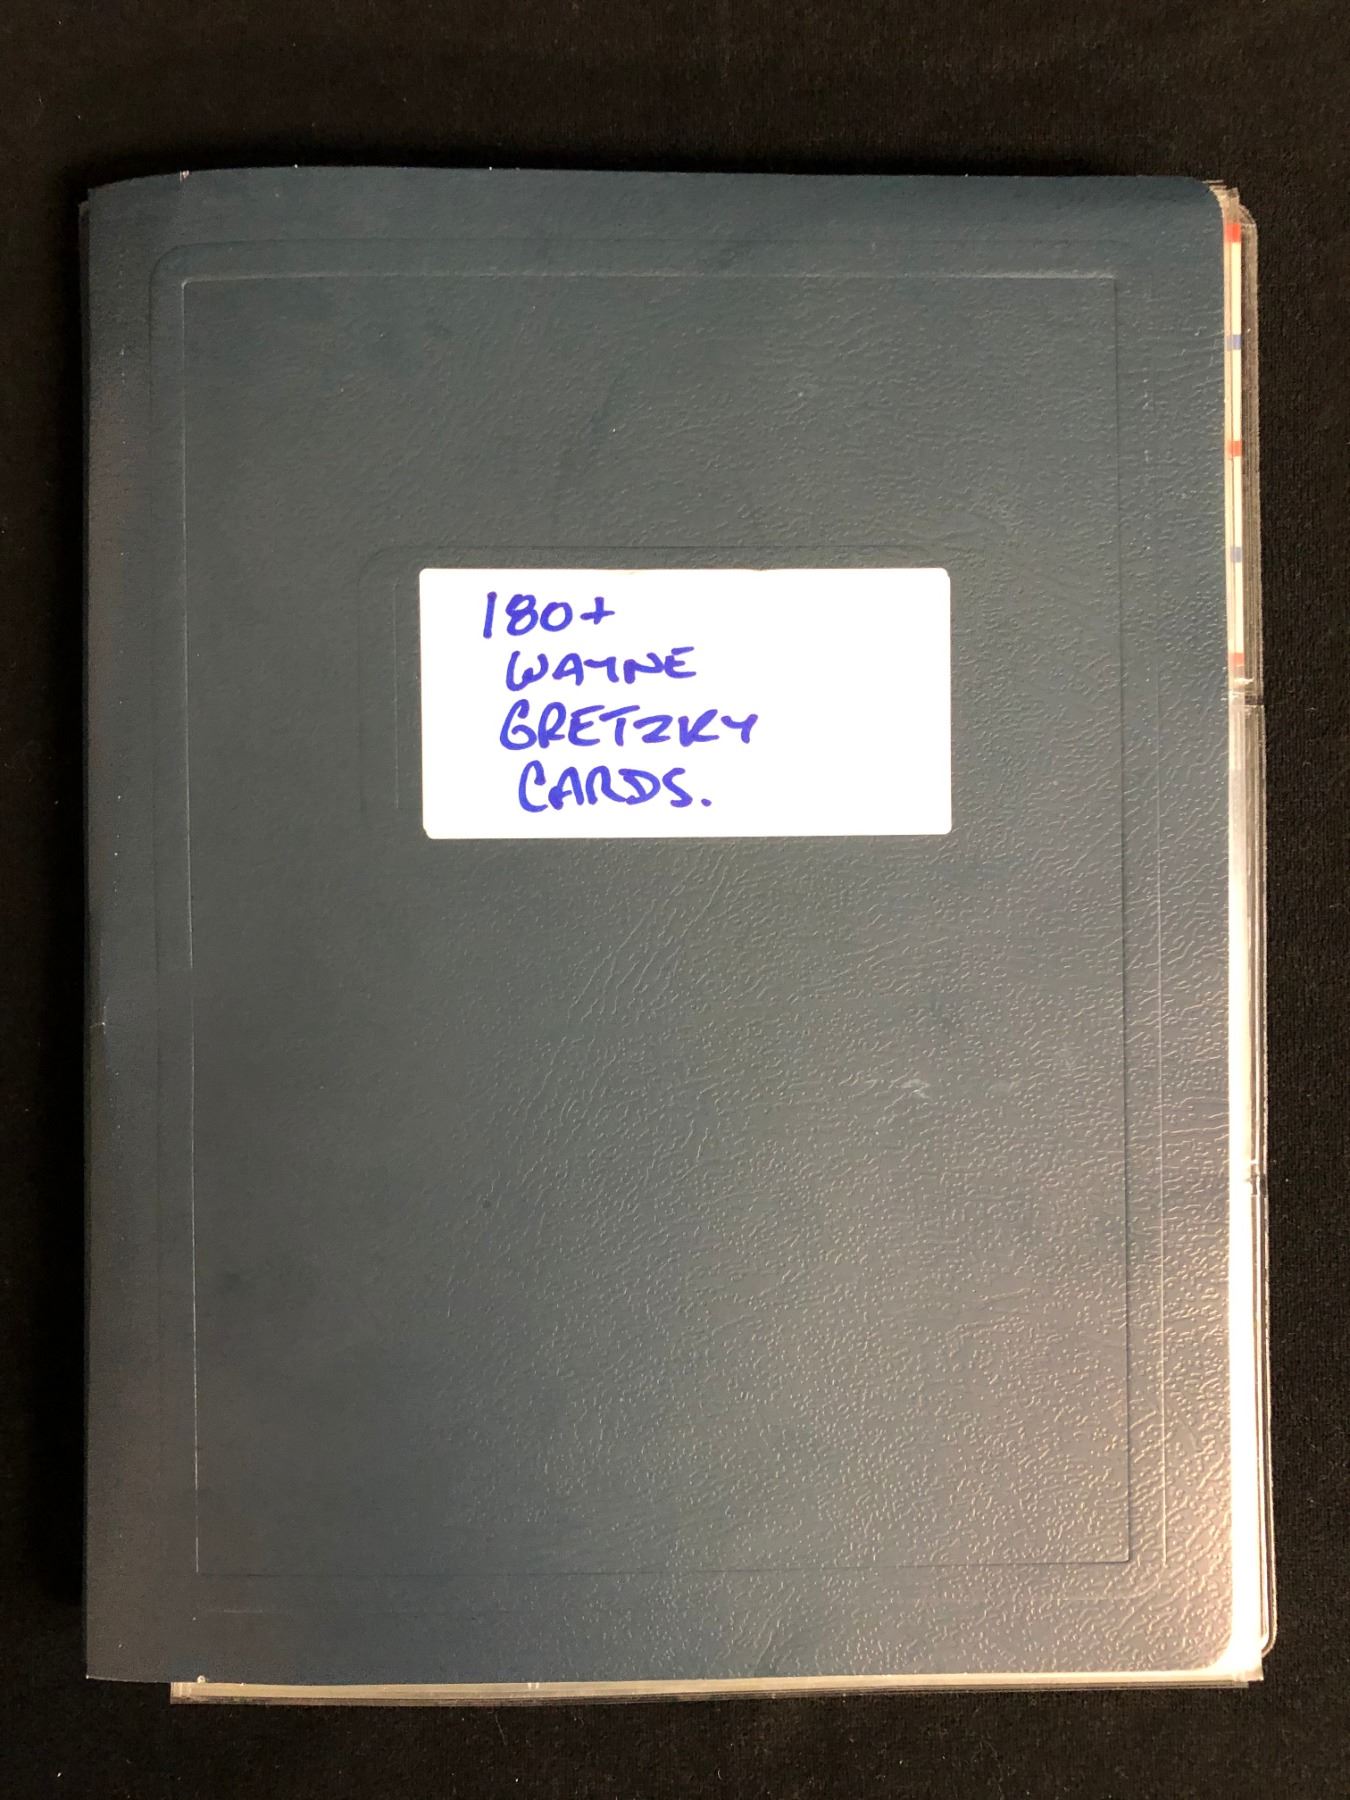 180+
WAYNE
GRETZKY
CARDS.